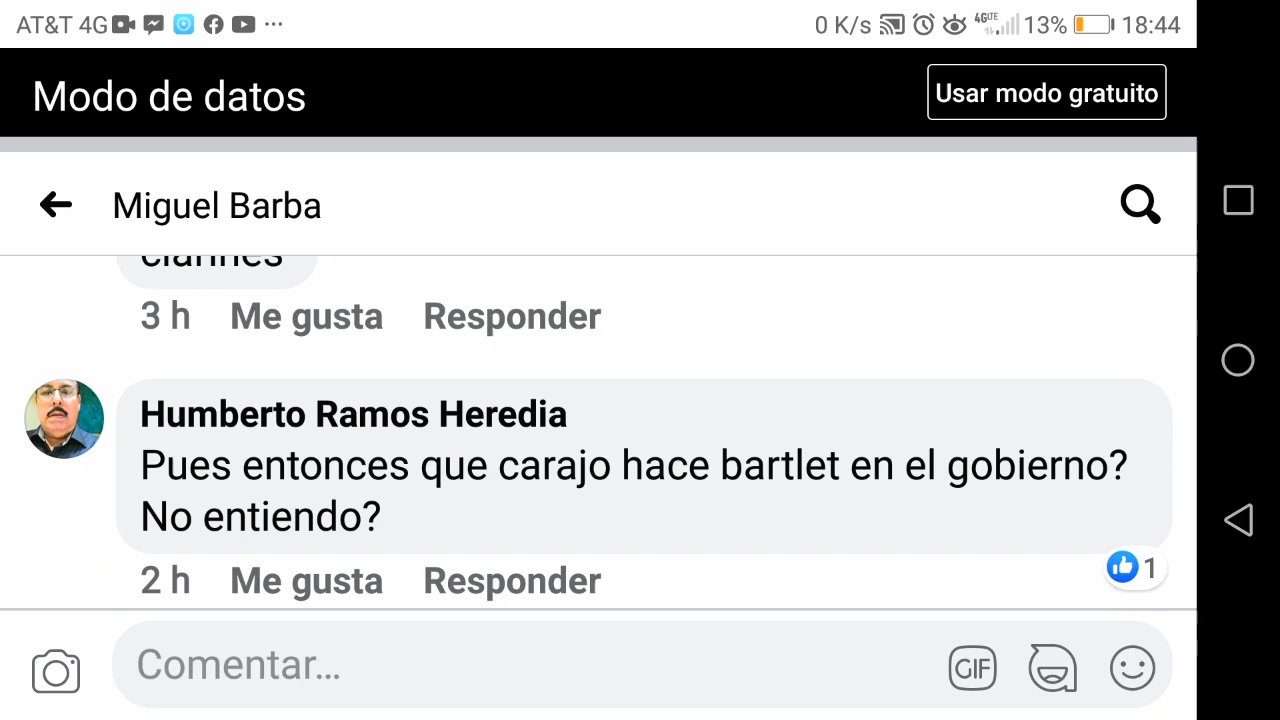 AT&T 4G ... 0 K/s 4G LTE 13% 18:44
Modo de datos Usar modo gratuito
Miguel Barba
3 h Me gusta Responder
Humberto Ramos Heredia
Pues entonces que carajo hace bartlet en el gobierno?
No entiendo?
2 h Me gusta Responder 1
Comentar... GIF